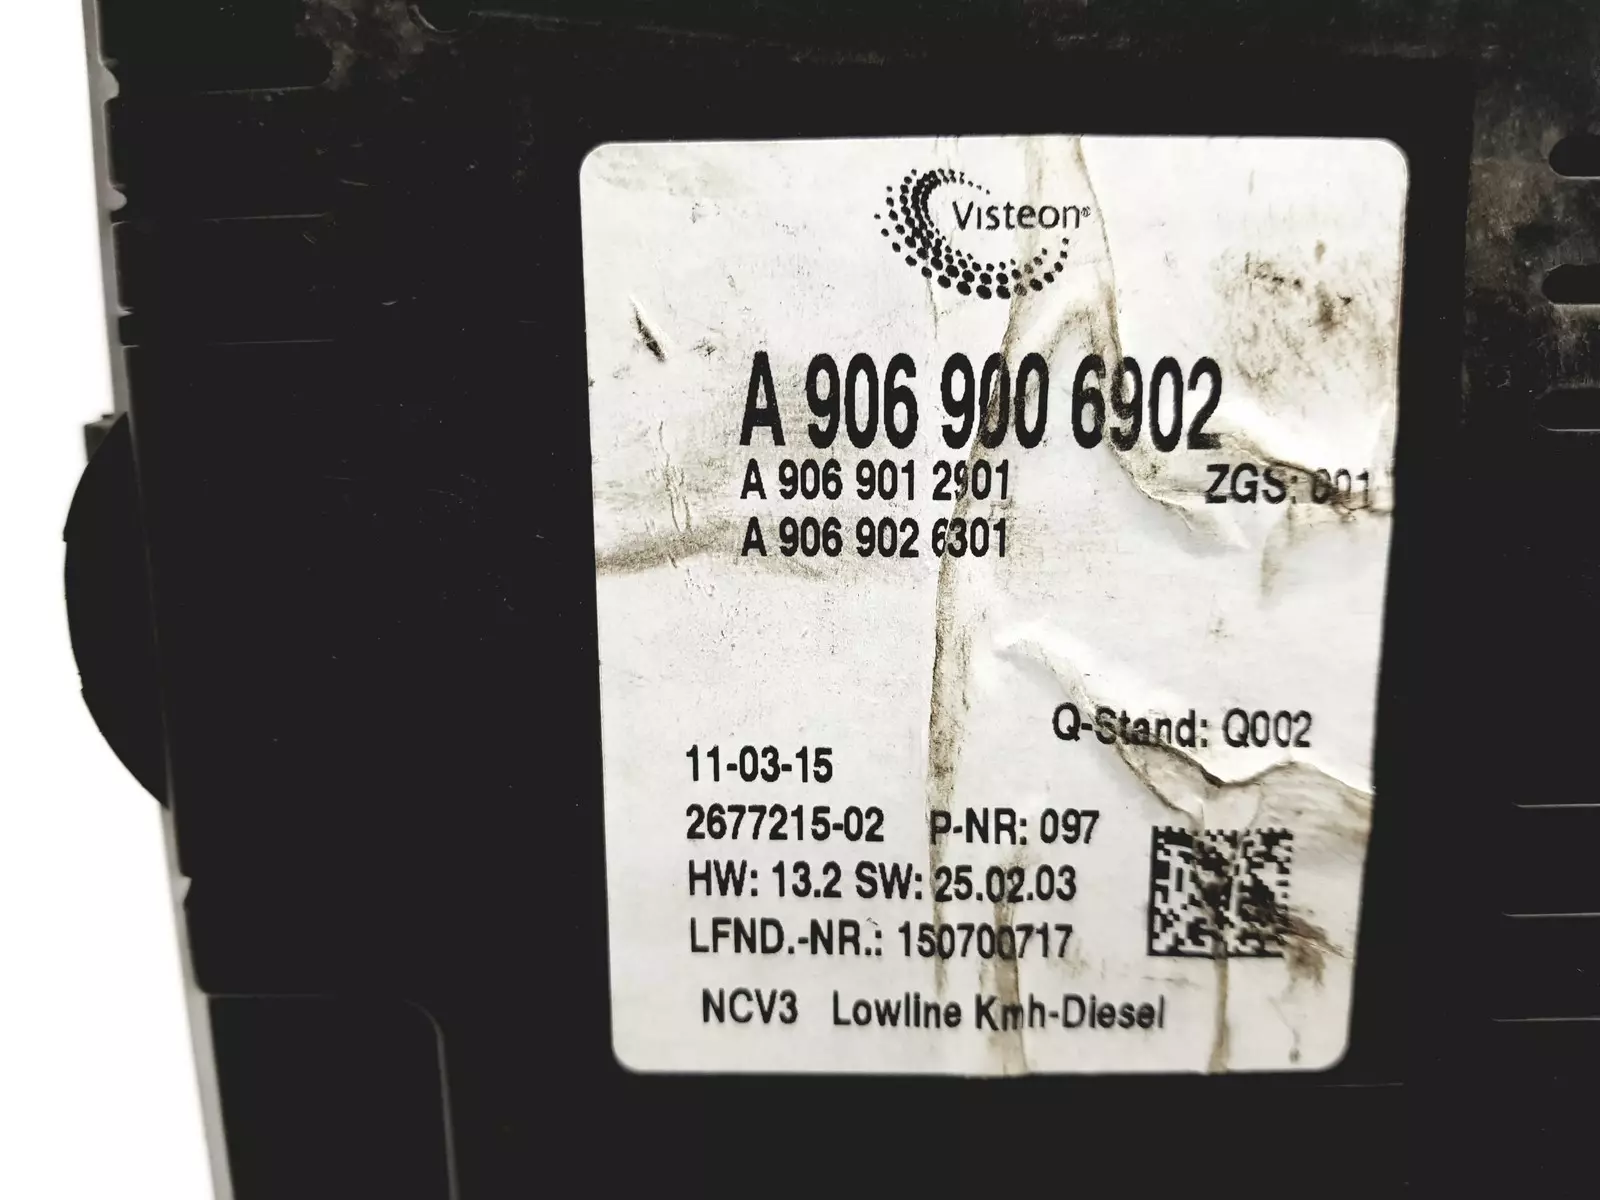 Visteon®
A 906 900 6902
A 906 901 2901 ZGS: 001
A 906 902 6301
Q-Stand: Q002
11-03-15
2677215-02 P-NR: 097
HW: 13.2 SW: 25.02.03
LFND.-NR.: 150700717
NCV3 Lowline Kmh-Diesel